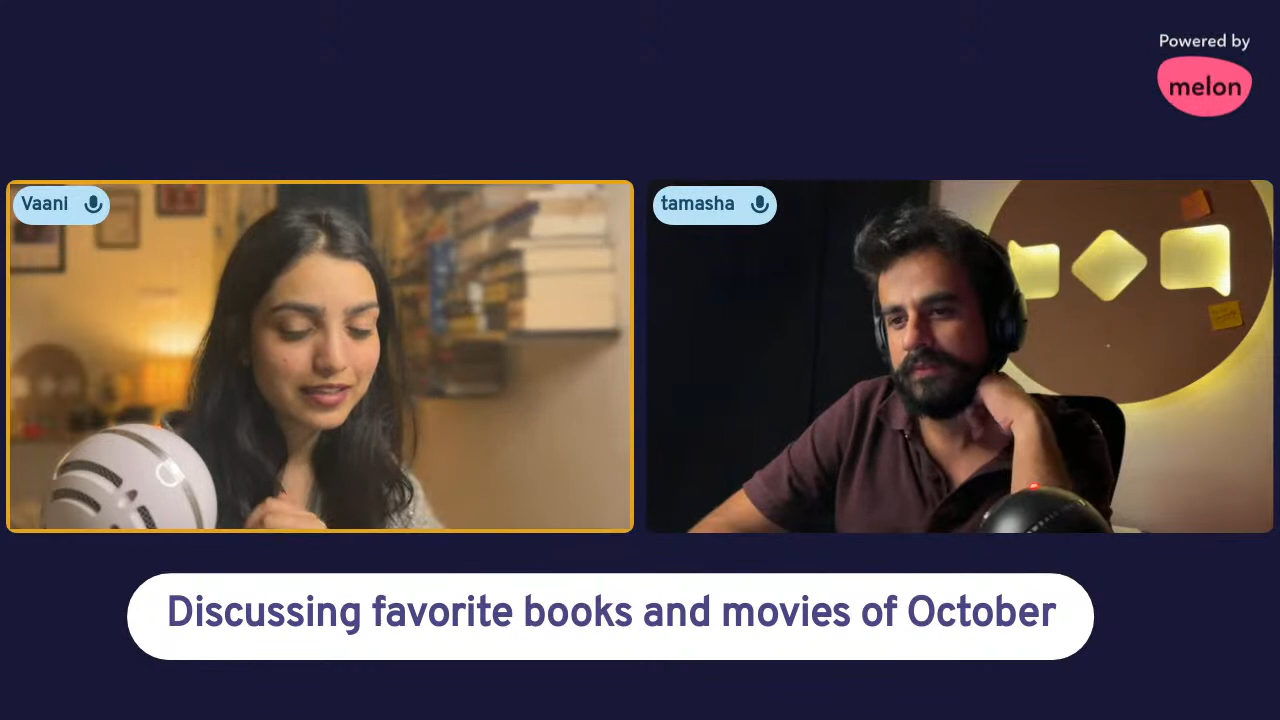 Powered by
melon
Vaani
tamasha
Discussing favorite books and movies of October